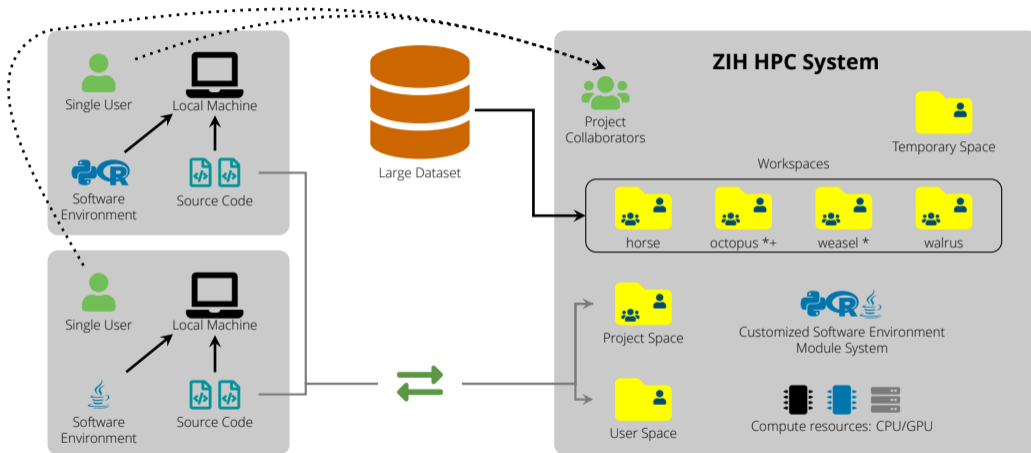 Single User
Local Machine
Software
Environment
Source Code
Single User
Local Machine
Software
Environment
Source Code
Large Dataset
ZIH HPC System
Project
Collaborators
Temporary Space
Workspaces
horse
octopus *+
weasel *
walrus
Project Space
Customized Software Environment
Module System
User Space
Compute resources: CPU/GPU